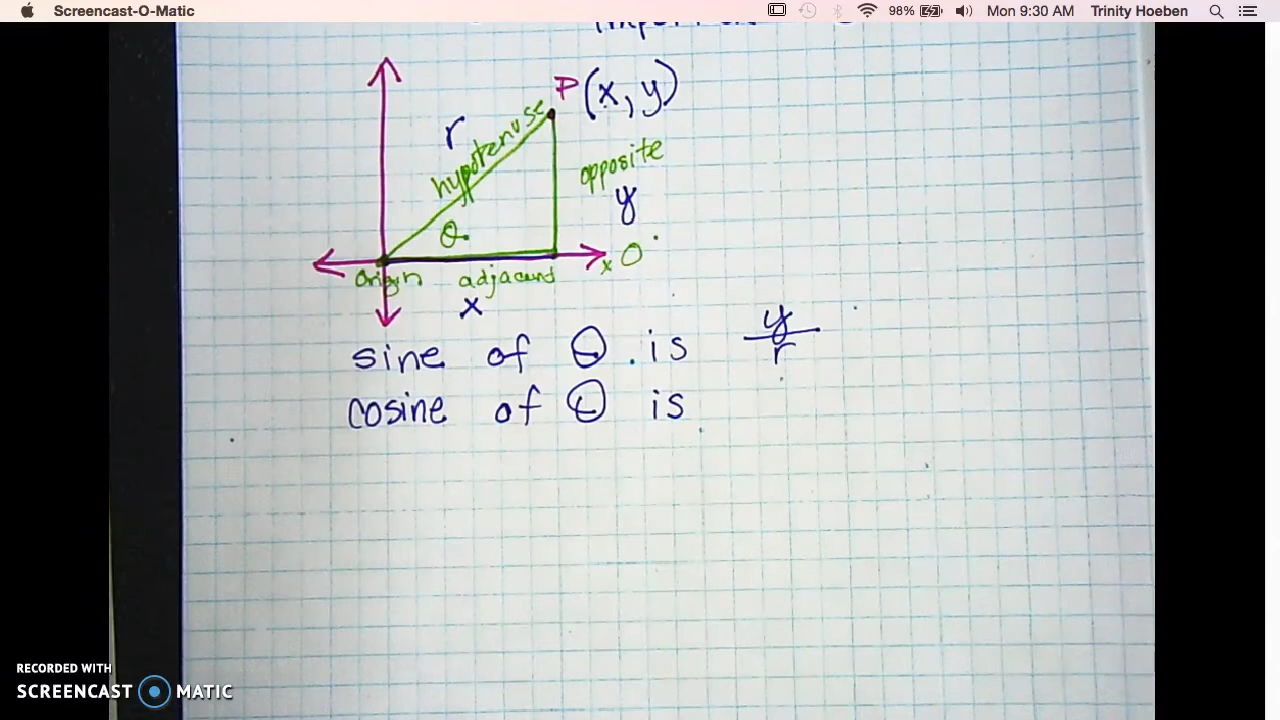 Screencast-O-Matic 98% Mon 9:30 AM Trinity Hoeben
P(x, y)
r
hypotenuse
opposite
y
θ
x 0°
origin adjacent
x
sine of θ is y/r
cosine of θ is
RECORDED WITH
SCREENCAST MATIC